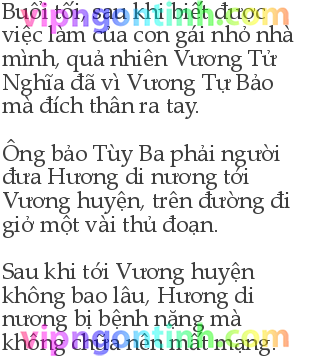 vipngontinh.com
Buổi tối, sau khi biết được
việc làm của con gái nhỏ nhà
mình, quả nhiên Vương Tử
Nghĩa đã vì Vương Tự Bảo
mà đích thân ra tay.
Ông bảo Tùy Ba phái người
đưa Hương di nương tới
Vương huyện, trên đường đi
giở một vài thủ đoạn.
Sau khi tới Vương huyện
không bao lâu, Hương di
nương bị bệnh nặng mà
không chữa nên mất mạng.
vipngontinh.com